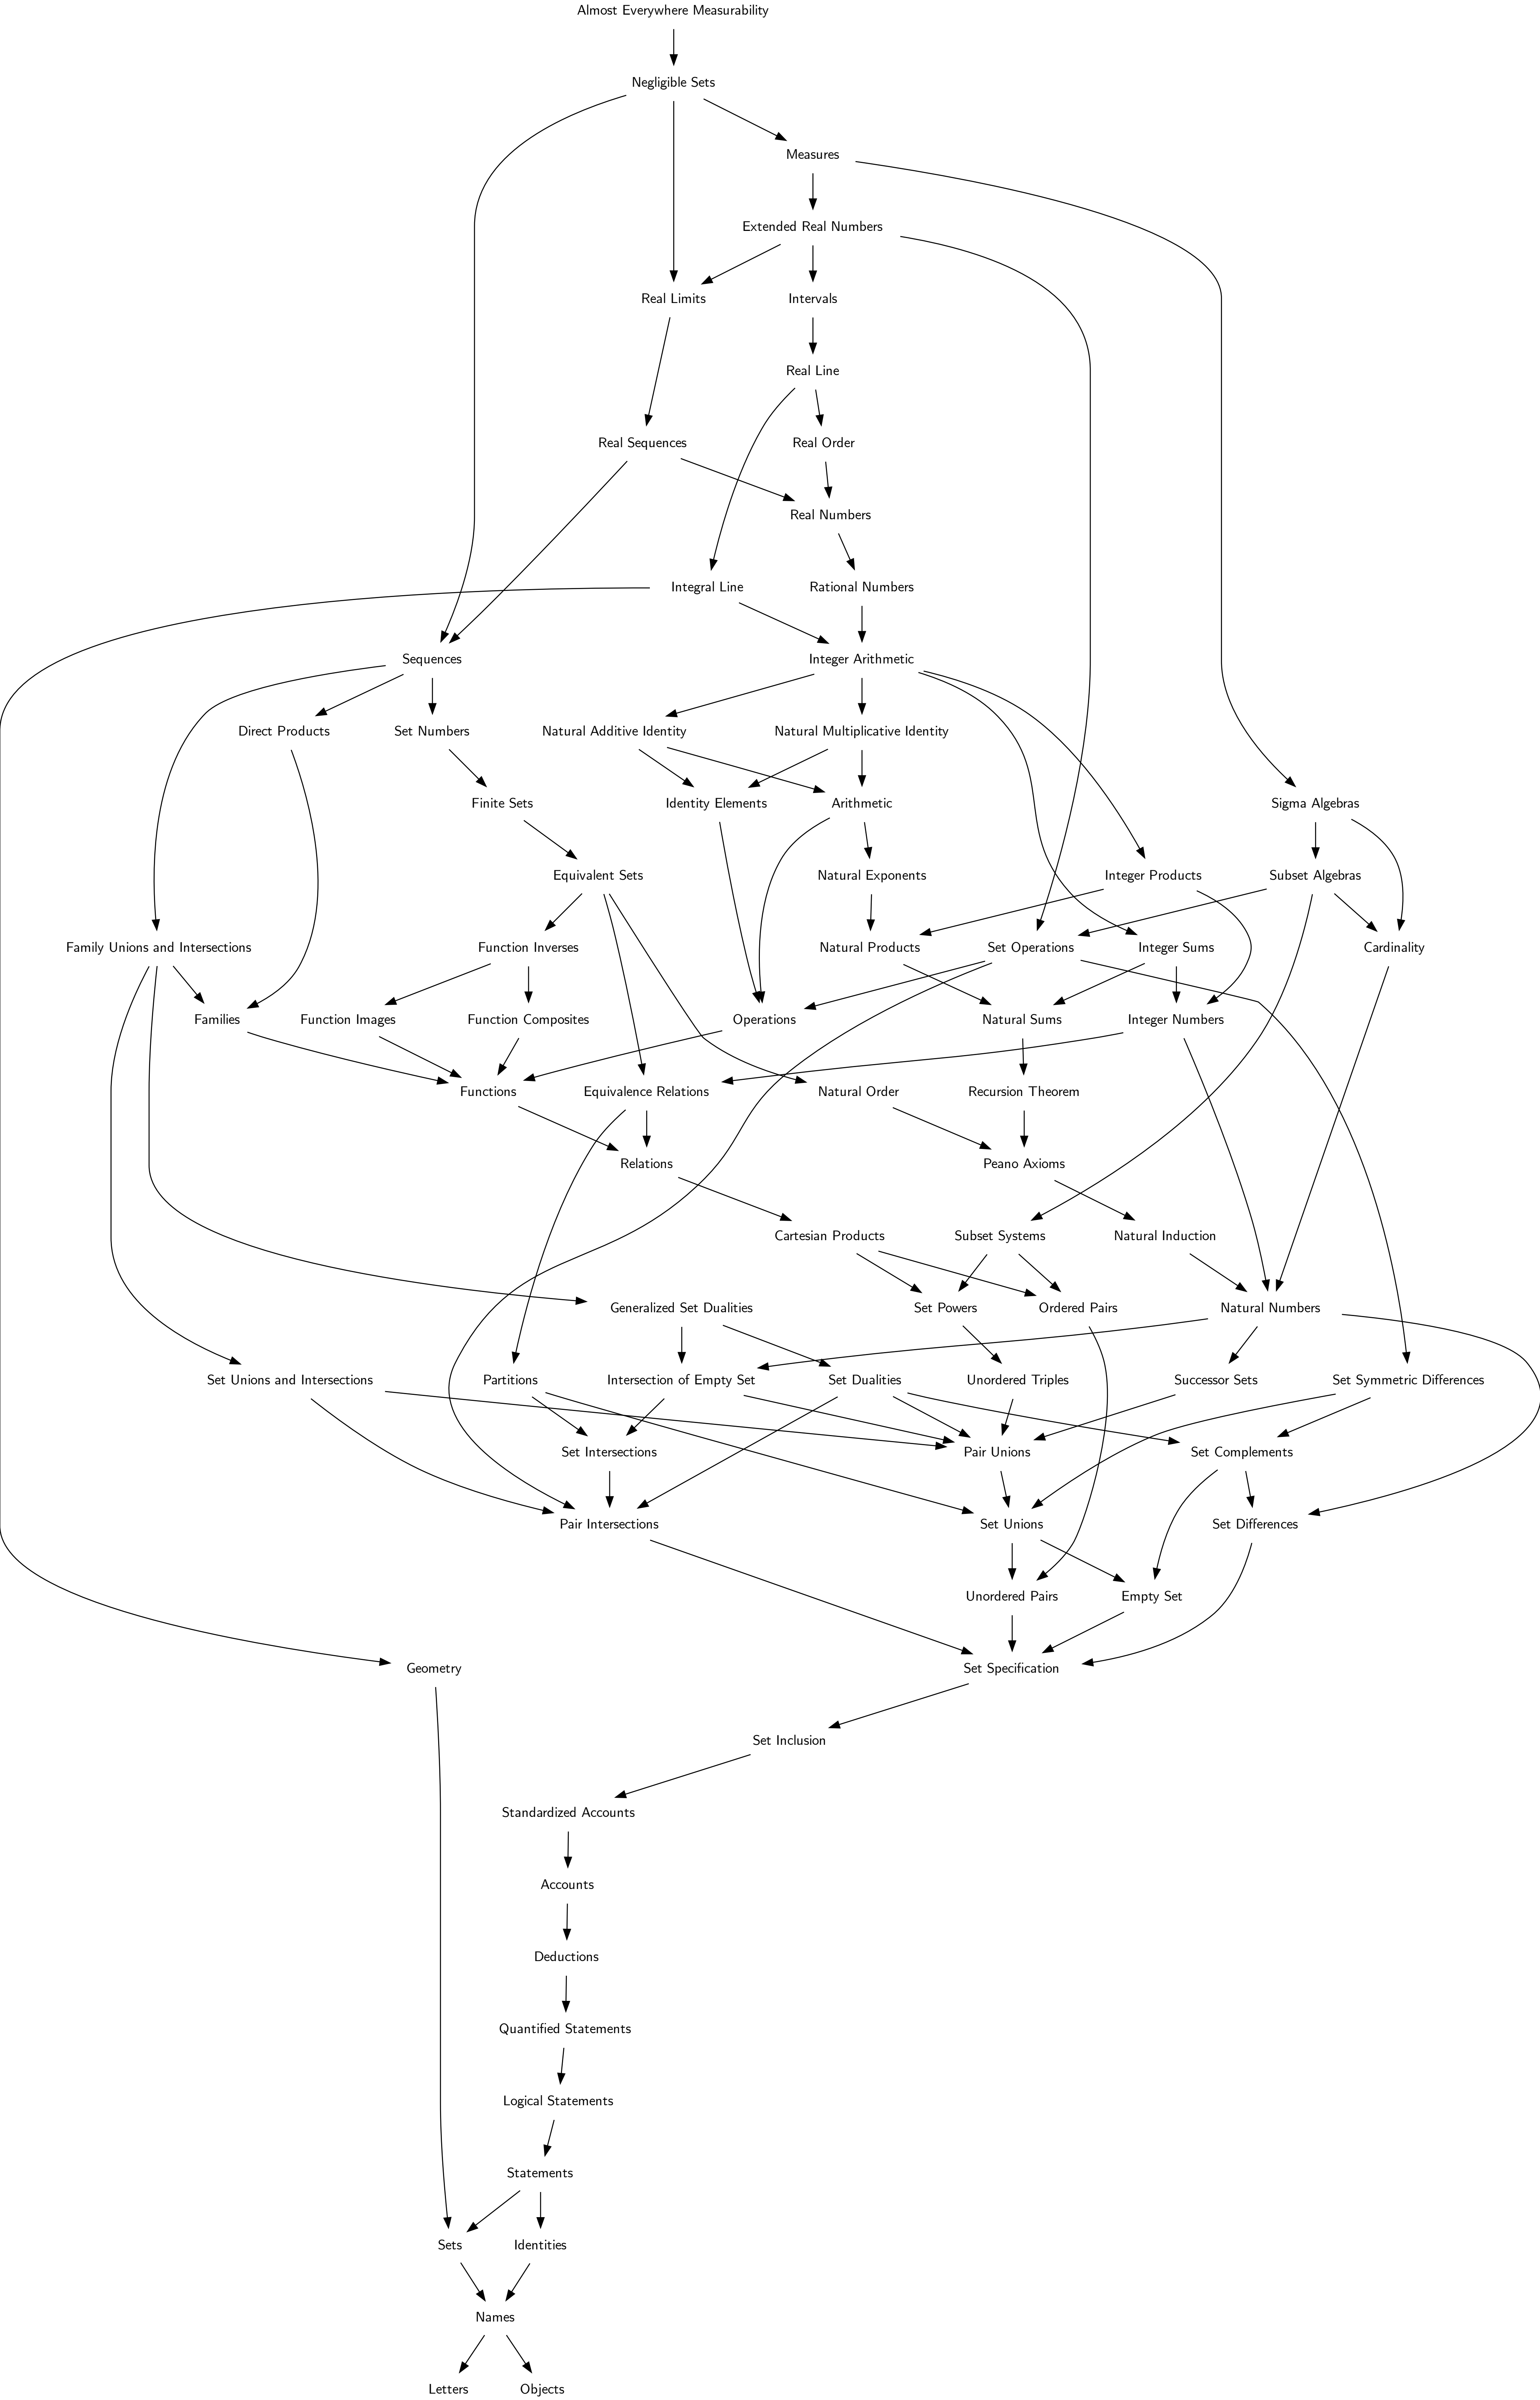 Almost Everywhere Measurability
Negligible Sets
Measures
Extended Real Numbers
Real Limits
Intervals
Real Line
Real Sequences
Real Order
Real Numbers
Integral Line
Rational Numbers
Sequences
Integer Arithmetic
Direct Products
Set Numbers
Natural Additive Identity
Natural Multiplicative Identity
Finite Sets
Identity Elements
Arithmetic
Sigma Algebras
Equivalent Sets
Natural Exponents
Integer Products
Subset Algebras
Family Unions and Intersections
Function Inverses
Natural Products
Set Operations
Integer Sums
Cardinality
Families
Function Images
Function Composites
Operations
Natural Sums
Integer Numbers
Functions
Equivalence Relations
Natural Order
Recursion Theorem
Relations
Peano Axioms
Cartesian Products
Subset Systems
Natural Induction
Generalized Set Dualities
Set Powers
Ordered Pairs
Natural Numbers
Set Unions and Intersections
Partitions
Intersection of Empty Set
Set Dualities
Unordered Triples
Successor Sets
Set Symmetric Differences
Set Intersections
Pair Unions
Set Complements
Pair Intersections
Set Unions
Set Differences
Unordered Pairs
Empty Set
Geometry
Set Specification
Set Inclusion
Standardized Accounts
Accounts
Deductions
Quantified Statements
Logical Statements
Statements
Sets
Identities
Names
Letters
Objects